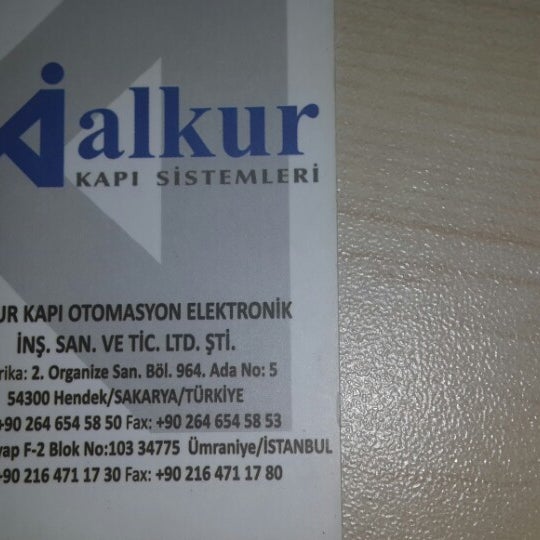 alkur
KAPI SİSTEMLERİ
UR KAPI OTOMASYON ELEKTRONİK
İNŞ. SAN. VE TİC. LTD. ŞTİ.
rika: 2. Organize San. Böl. 964. Ada No: 5
54300 Hendek/SAKARYA/TÜRKİYE
+90 264 654 58 50 Fax: +90 264 654 58 53
yap F-2 Blok No:103 34775 Ümraniye/İSTANBUL
+90 216 471 17 30 Fax: +90 216 471 17 80